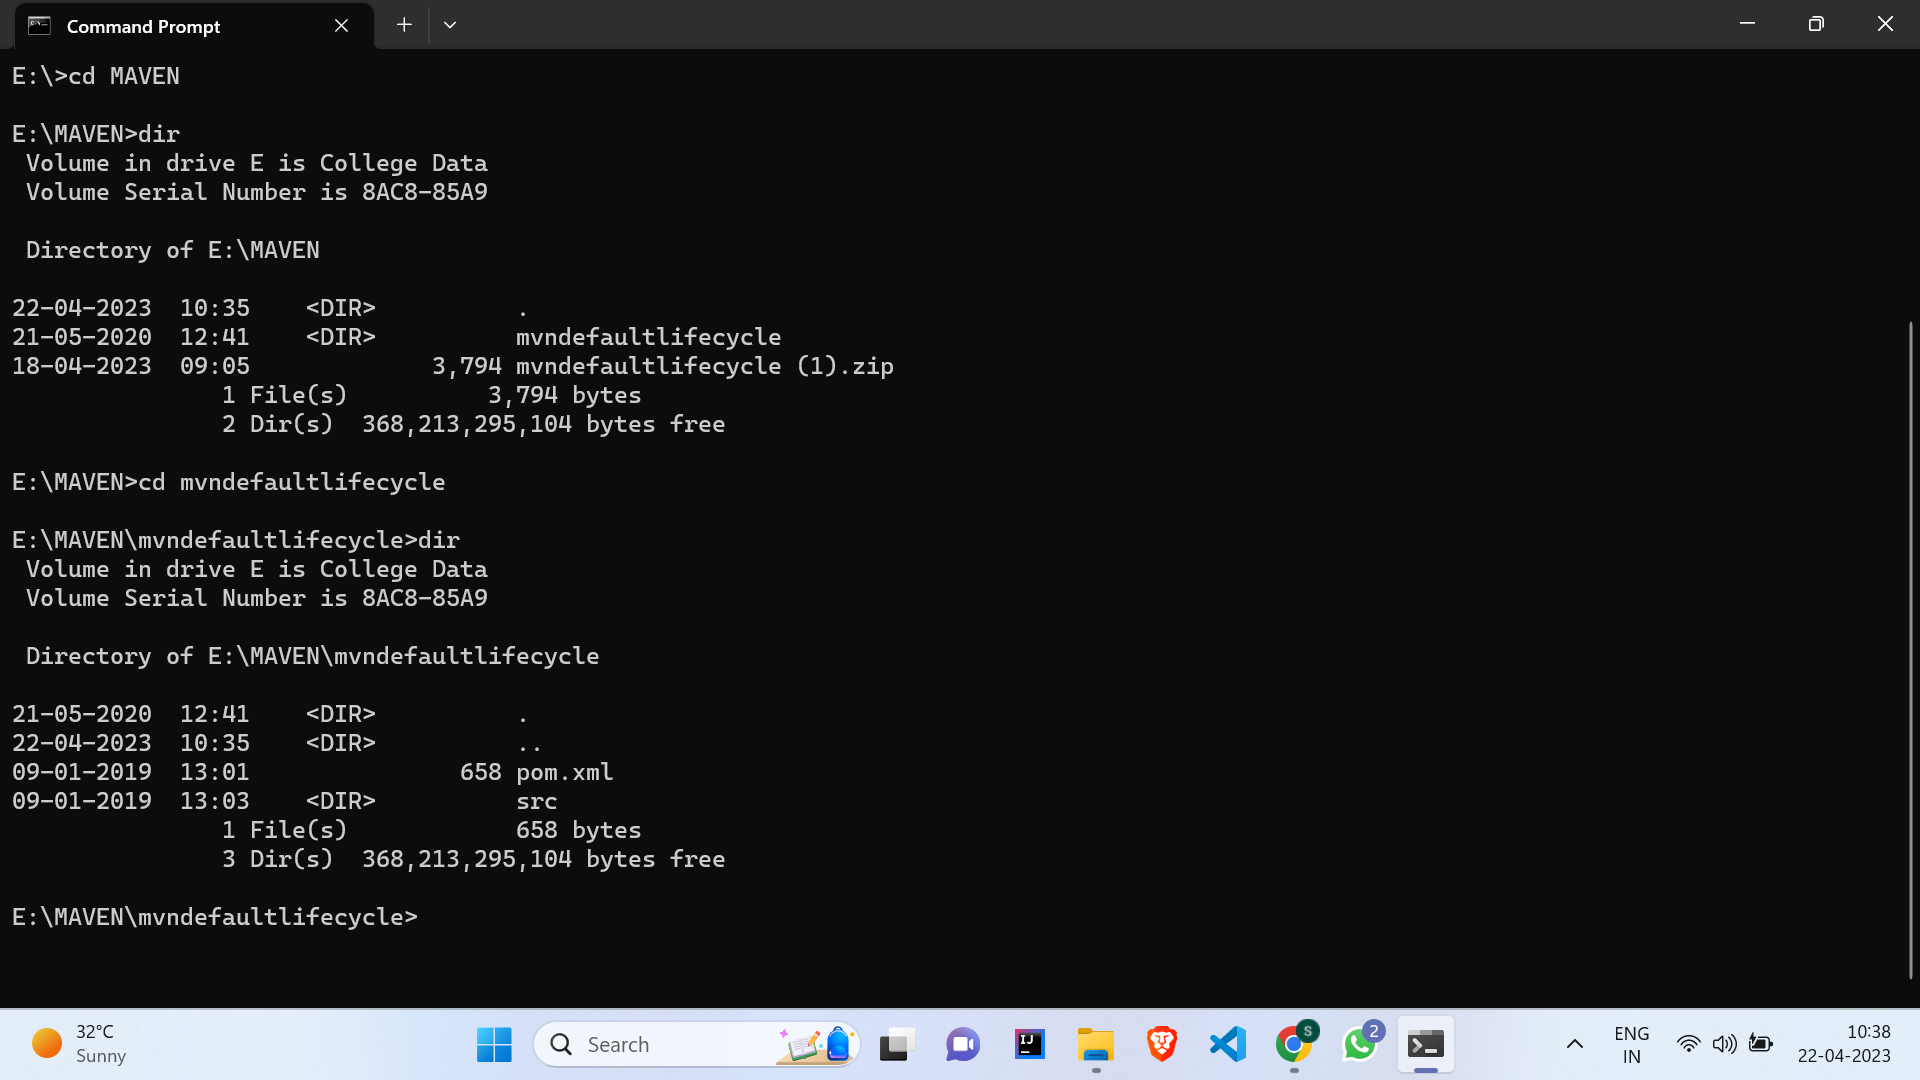 Command Prompt
E:\>cd MAVEN
E:\MAVEN>dir
 Volume in drive E is College Data
 Volume Serial Number is 8AC8-85A9
 Directory of E:\MAVEN
22-04-2023  10:35    <DIR>          .
21-05-2020  12:41    <DIR>          mvndefaultlifecycle
18-04-2023  09:05             3,794 mvndefaultlifecycle (1).zip
               1 File(s)          3,794 bytes
               2 Dir(s)  368,213,295,104 bytes free
E:\MAVEN>cd mvndefaultlifecycle
E:\MAVEN\mvndefaultlifecycle>dir
 Volume in drive E is College Data
 Volume Serial Number is 8AC8-85A9
 Directory of E:\MAVEN\mvndefaultlifecycle
21-05-2020  12:41    <DIR>          .
22-04-2023  10:35    <DIR>          ..
09-01-2019  13:01               658 pom.xml
09-01-2019  13:03    <DIR>          src
               1 File(s)            658 bytes
               3 Dir(s)  368,213,295,104 bytes free
E:\MAVEN\mvndefaultlifecycle>
32°C
Sunny
Search
IJ
S
2
ENG
IN
10:38
22-04-2023